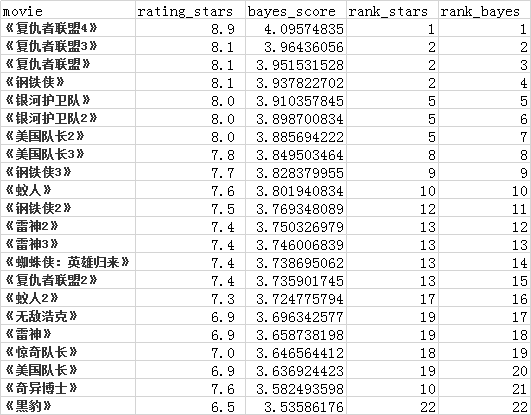 movie rating_stars bayes_score rank_stars rank_bayes
《复仇者联盟4》 8.9 4.09574835 1 1
《复仇者联盟3》 8.1 3.96436056 2 2
《复仇者联盟》 8.1 3.951531528 2 3
《钢铁侠》 8.1 3.937822702 2 4
《银河护卫队》 8.0 3.910357845 5 5
《银河护卫队2》 8.0 3.898700834 5 6
《美国队长2》 8.0 3.885694222 5 7
《美国队长3》 7.8 3.849503464 8 8
《钢铁侠3》 7.7 3.828379955 9 9
《蚁人》 7.6 3.801940834 10 10
《钢铁侠2》 7.5 3.769348089 12 11
《雷神2》 7.4 3.750326979 13 12
《雷神3》 7.4 3.746006839 13 13
《蜘蛛侠：英雄归来》 7.4 3.738695062 13 14
《复仇者联盟2》 7.4 3.735901745 13 15
《蚁人2》 7.3 3.724775794 17 16
《无敌浩克》 6.9 3.696342577 19 17
《雷神》 6.9 3.658738198 19 18
《惊奇队长》 7.0 3.646564412 18 19
《美国队长》 6.9 3.636924423 19 20
《奇异博士》 7.6 3.582493598 10 21
《黑豹》 6.5 3.53586176 22 22